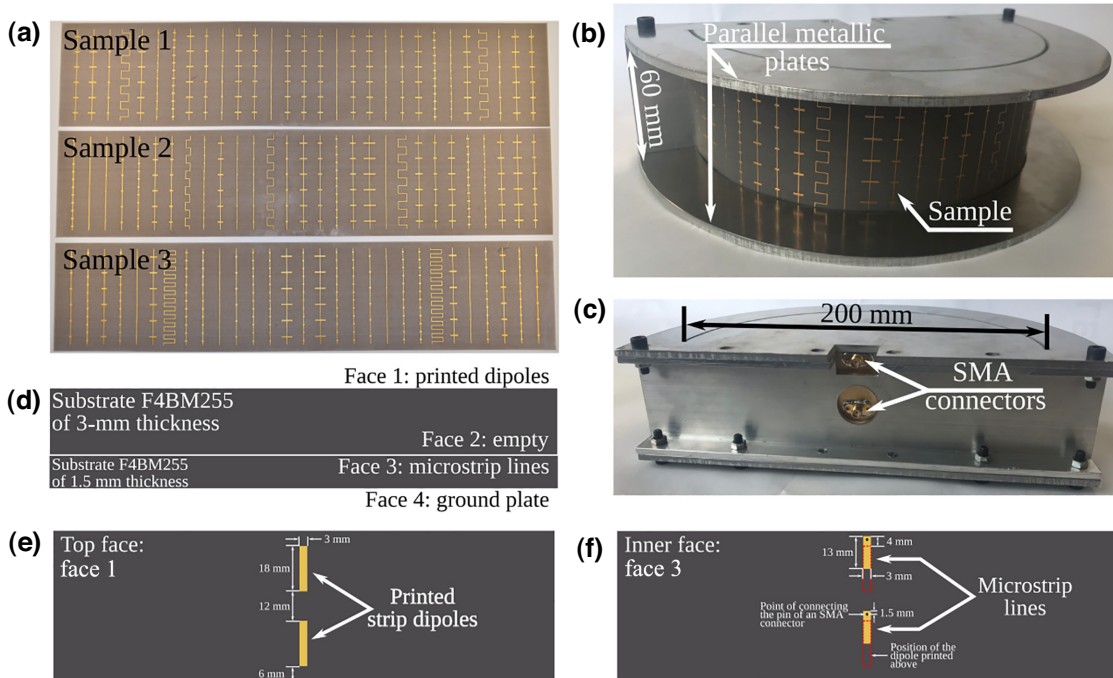 (a)
Sample 1
Sample 2
Sample 3
(b)
Parallel metallic
plates
60 mm
Sample
(c)
200 mm
SMA
connectors
(d)
Face 1: printed dipoles
Substrate F4BM255
of 3-mm thickness
Face 2: empty
Substrate F4BM255
of 1.5 mm thickness
Face 3: microstrip lines
Face 4: ground plate
(e)
Top face:
face 1
3 mm
18 mm
12 mm
6 mm
Printed
strip dipoles
(f)
Inner face:
face 3
4 mm
13 mm
3 mm
1.5 mm
Microstrip
lines
Point of connecting
the pin of an SMA
connector
Position of the
dipole printed
above